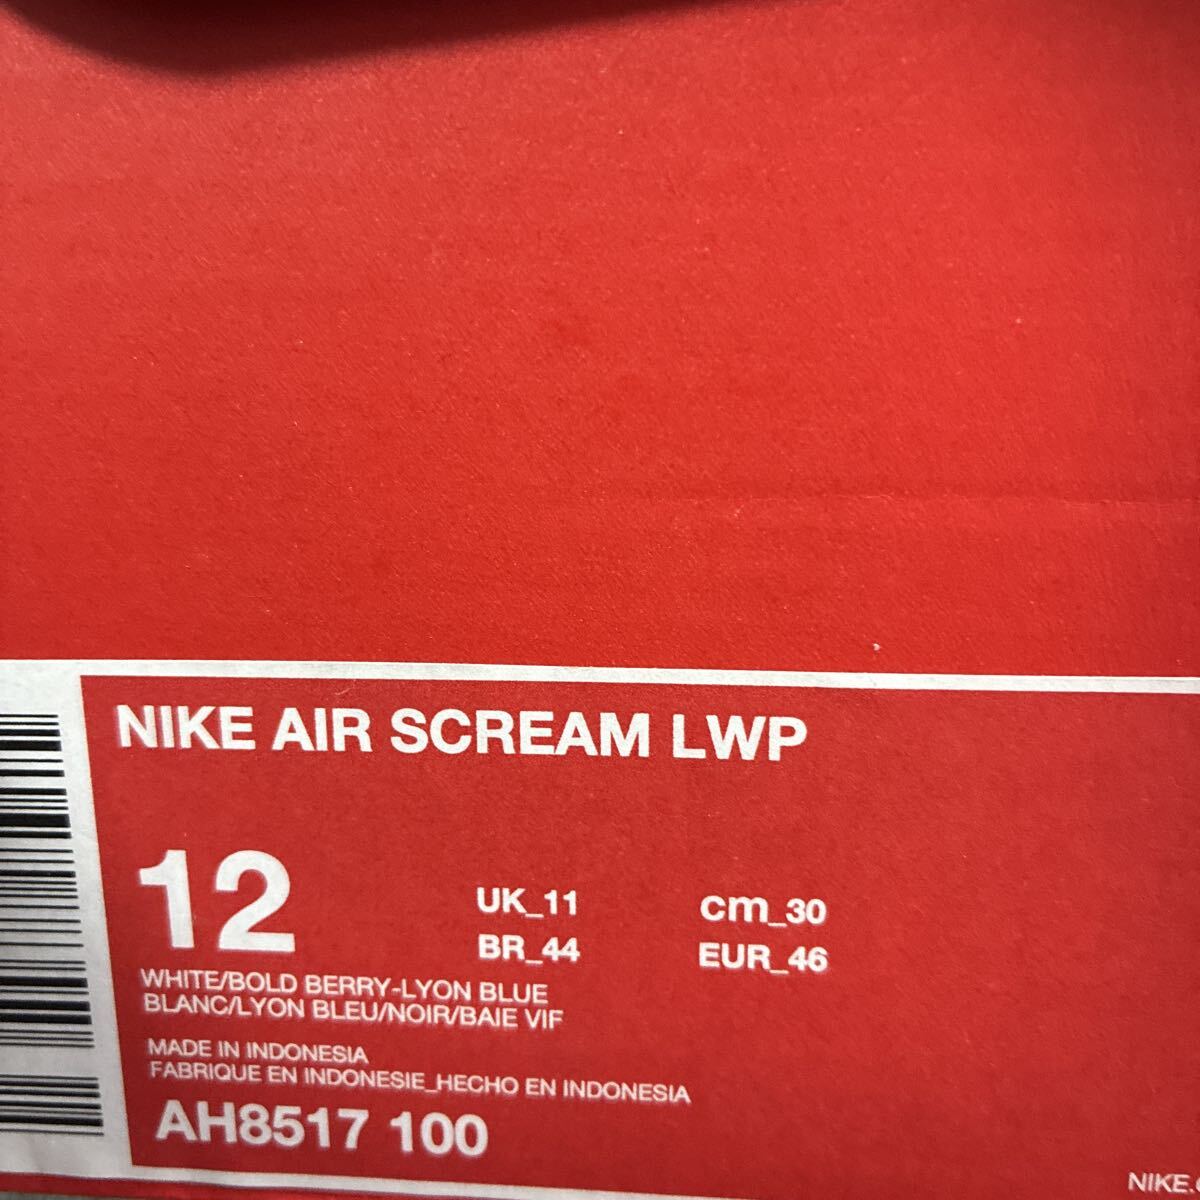 NIKE AIR SCREAM LWP
12
UK_11 cm_30
BR_44 EUR_46
WHITE/BOLD BERRY-LYON BLUE
BLANC/LYON BLEU/NOIR/BAIE VIF
MADE IN INDONESIA
FABRIQUE EN INDONESIE_HECHO EN INDONESIA
AH8517 100
NIKE.